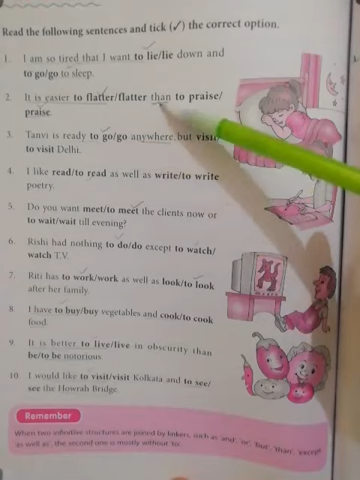 Read the following sentences and tick (✓) the correct option.
1. I am so tired that I want to lie/lie down and
to go/go to sleep.
2. It is easier to flatter/flatter than to praise/
praise.
3. Tanvi is ready to go/go anywhere but visit/
to visit Delhi.
4. I like read/to read as well as write/to write
poetry.
5. Do you want meet/to meet the clients now or
to wait/wait till evening?
6. Rishi had nothing to do/do except to watch/
watch T.V.
7. Riti has to work/work as well as look/to look
after her family.
8 I have to buy/buy vegetables and cook/to cook
food.
9. It is better to live/live in obscurity than
be/to be notorious
10. I would like to visit/visit Kolkata and to see/
see the Howrah Bridge.
Remember
When two infinitive structures are joined by linkers, such as 'and', 'or', 'but', 'than', 'except'
'as well as', the second one is mostly without 'to'.